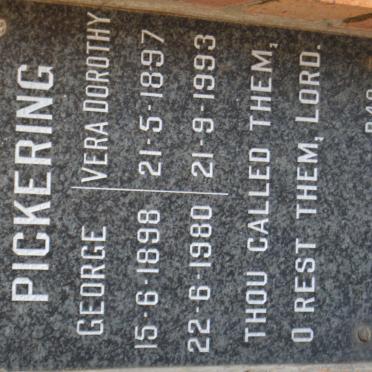 PICKERING
GEORGE VERA DOROTHY
15-6-1898 21-5-1897
22-6-1980 21-9-1993
THOU CALLED THEM,
O REST THEM, LORD.